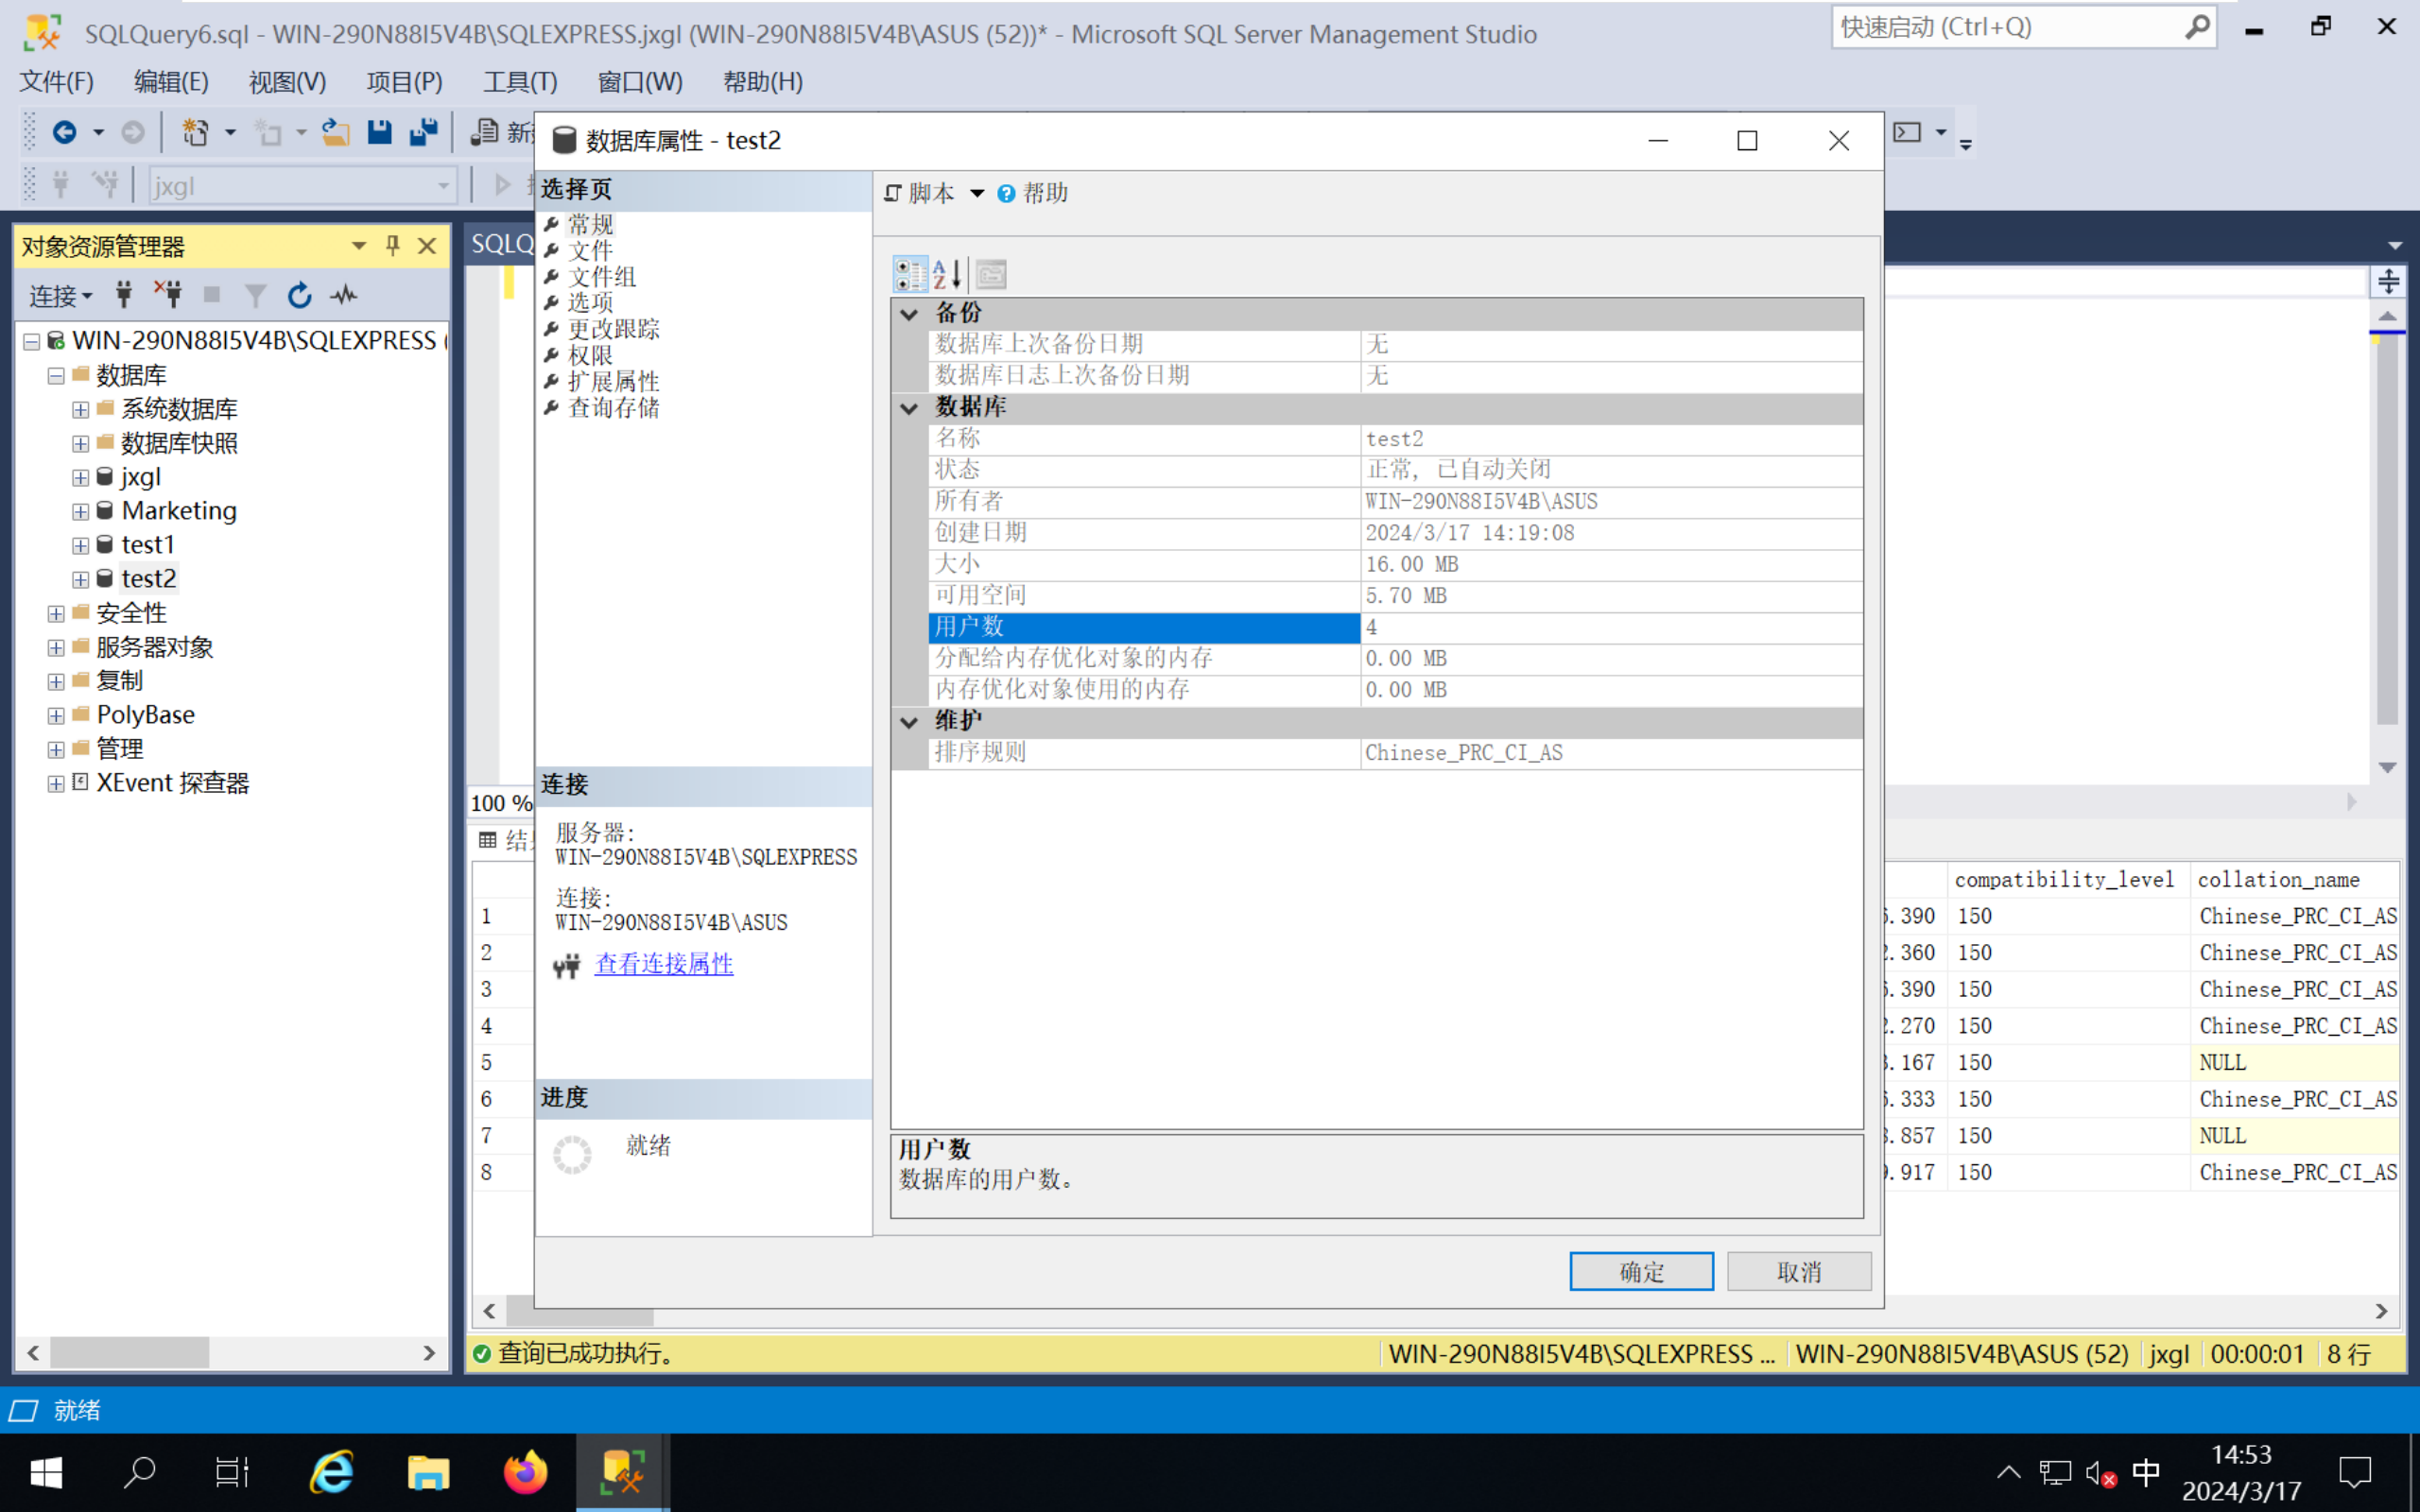 SQLQuery6.sql - WIN-290N88I5V4B\SQLEXPRESS.jxgl (WIN-290N88I5V4B\ASUS (52))* - Microsoft SQL Server Management Studio
快速启动 (Ctrl+Q)
文件(F) 编辑(E) 视图(V) 项目(P) 工具(T) 窗口(W) 帮助(H)
jxgl
对象资源管理器
连接
WIN-290N88I5V4B\SQLEXPRESS (
数据库
系统数据库
数据库快照
jxgl
Marketing
test1
test2
安全性
服务器对象
复制
PolyBase
管理
XEvent 探查器
SQLQ
100 %
数据库属性 - test2
选择页
常规
文件
文件组
选项
更改跟踪
权限
扩展属性
查询存储
连接
服务器:
WIN-290N88I5V4B\SQLEXPRESS
连接:
WIN-290N88I5V4B\ASUS
查看连接属性
进度
就绪
脚本 帮助
备份
数据库上次备份日期 无
数据库日志上次备份日期 无
数据库
名称 test2
状态 正常, 已自动关闭
所有者 WIN-290N88I5V4B\ASUS
创建日期 2024/3/17 14:19:08
大小 16.00 MB
可用空间 5.70 MB
用户数 4
分配给内存优化对象的内存 0.00 MB
内存优化对象使用的内存 0.00 MB
维护
排序规则 Chinese_PRC_CI_AS
用户数
数据库的用户数。
确定 取消
compatibility_level collation_name
1 6.390 150 Chinese_PRC_CI_AS
2 2.360 150 Chinese_PRC_CI_AS
3 6.390 150 Chinese_PRC_CI_AS
4 2.270 150 Chinese_PRC_CI_AS
5 3.167 150 NULL
6 6.333 150 Chinese_PRC_CI_AS
7 3.857 150 NULL
8 9.917 150 Chinese_PRC_CI_AS
查询已成功执行。 WIN-290N88I5V4B\SQLEXPRESS ... WIN-290N88I5V4B\ASUS (52) jxgl 00:00:01 8 行
就绪
中
14:53
2024/3/17